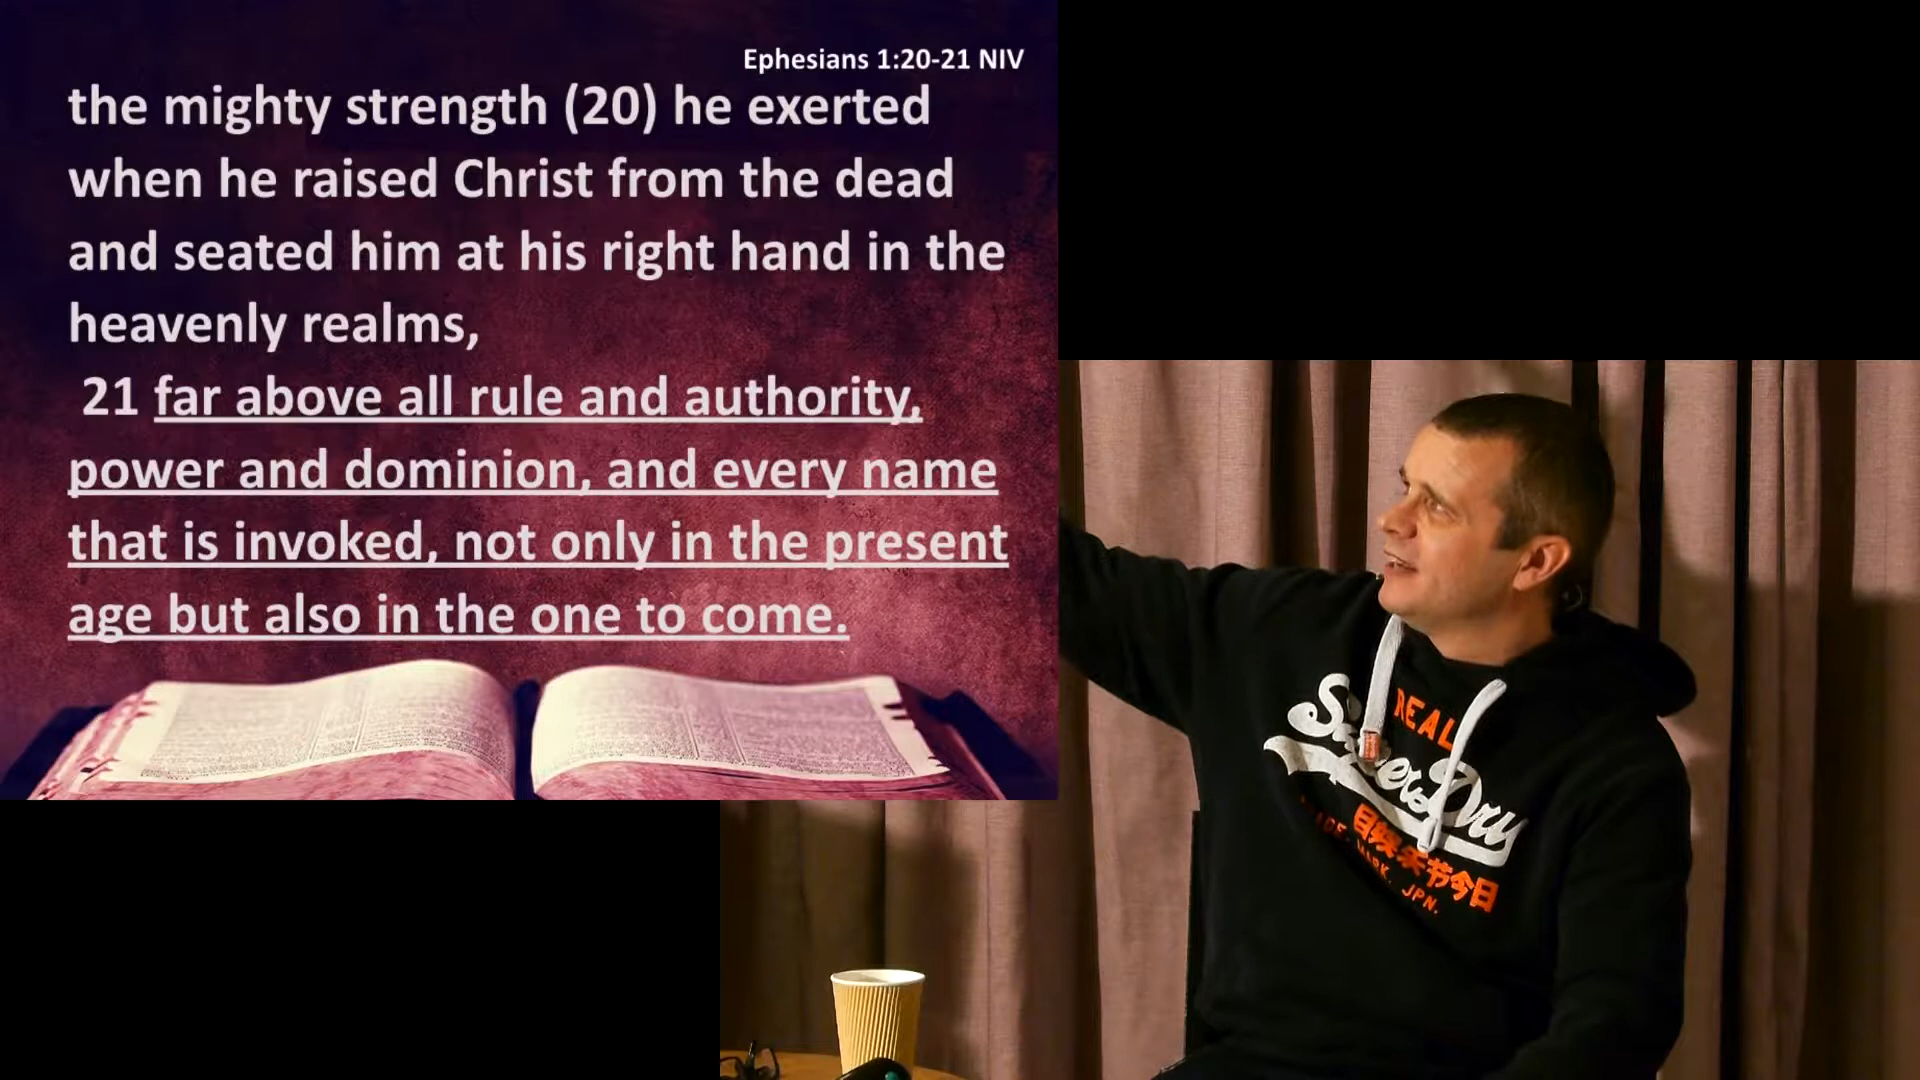 Ephesians 1:20-21 NIV
the mighty strength (20) he exerted
when he raised Christ from the dead
and seated him at his right hand in the
heavenly realms,
21 far above all rule and authority,
power and dominion, and every name
that is invoked, not only in the present
age but also in the one to come.
REAL
SuperDry
JPN.